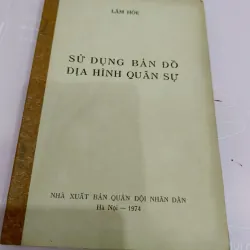 LÂM HÒE
SỬ DỤNG BẢN ĐỒ
ĐỊA HÌNH QUÂN SỰ
NHÀ XUẤT BẢN QUÂN ĐỘI NHÂN DÂN
Hà Nội — 1974